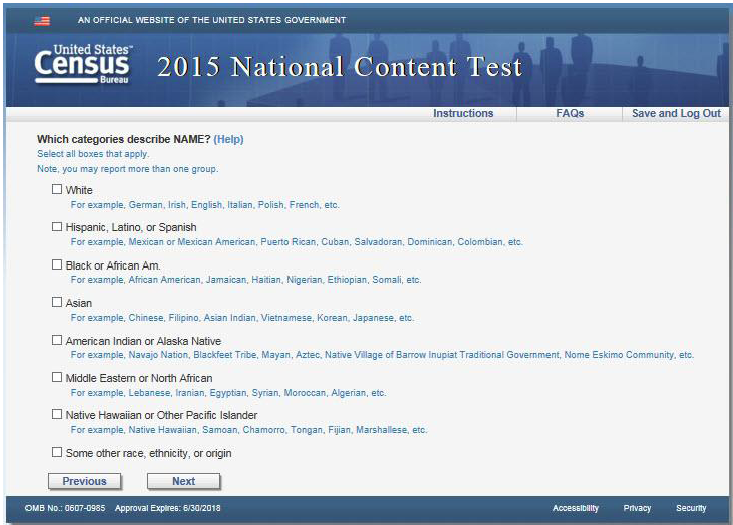 AN OFFICIAL WEBSITE OF THE UNITED STATES GOVERNMENT
United States™
Census
Bureau
2015 National Content Test
Instructions FAQs Save and Log Out
Which categories describe NAME? (Help)
Select all boxes that apply.
Note, you may report more than one group.
White
For example, German, Irish, English, Italian, Polish, French, etc.
Hispanic, Latino, or Spanish
For example, Mexican or Mexican American, Puerto Rican, Cuban, Salvadoran, Dominican, Colombian, etc.
Black or African Am.
For example, African American, Jamaican, Haitian, Nigerian, Ethiopian, Somali, etc.
Asian
For example, Chinese, Filipino, Asian Indian, Vietnamese, Korean, Japanese, etc.
American Indian or Alaska Native
For example, Navajo Nation, Blackfeet Tribe, Mayan, Aztec, Native Village of Barrow Inupiat Traditional Government, Nome Eskimo Community, etc.
Middle Eastern or North African
For example, Lebanese, Iranian, Egyptian, Syrian, Moroccan, Algerian, etc.
Native Hawaiian or Other Pacific Islander
For example, Native Hawaiian, Samoan, Chamorro, Tongan, Fijian, Marshallese, etc.
Some other race, ethnicity, or origin
Previous Next
OMB No.: 0607-0985 Approval Expires: 6/30/2018 Accessibility Privacy Security